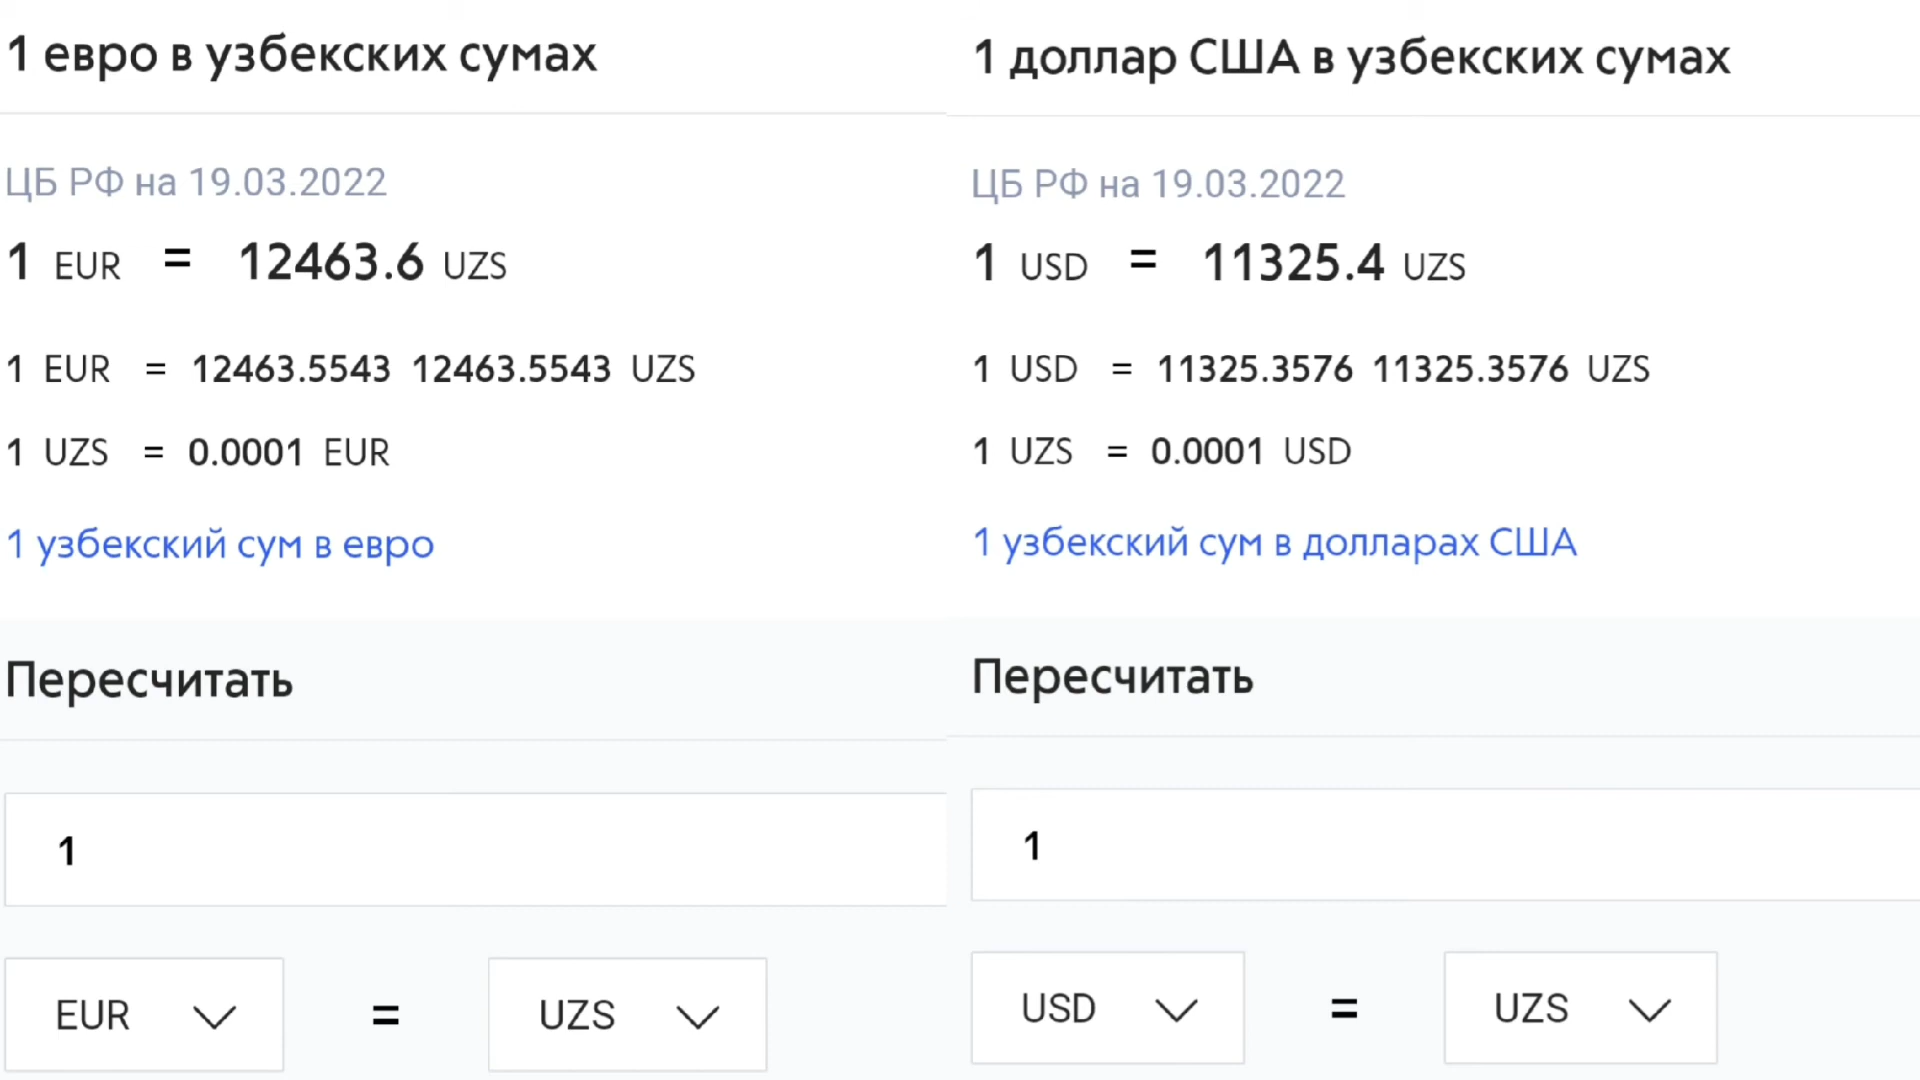 1 евро в узбекских сумах
ЦБ РФ на 19.03.2022
1 EUR = 12463.6 UZS
1 EUR = 12463.5543 12463.5543 UZS
1 UZS = 0.0001 EUR
1 узбекский сум в евро
Пересчитать
1
EUR = UZS
1 доллар США в узбекских сумах
ЦБ РФ на 19.03.2022
1 USD = 11325.4 UZS
1 USD = 11325.3576 11325.3576 UZS
1 UZS = 0.0001 USD
1 узбекский сум в долларах США
Пересчитать
1
USD = UZS